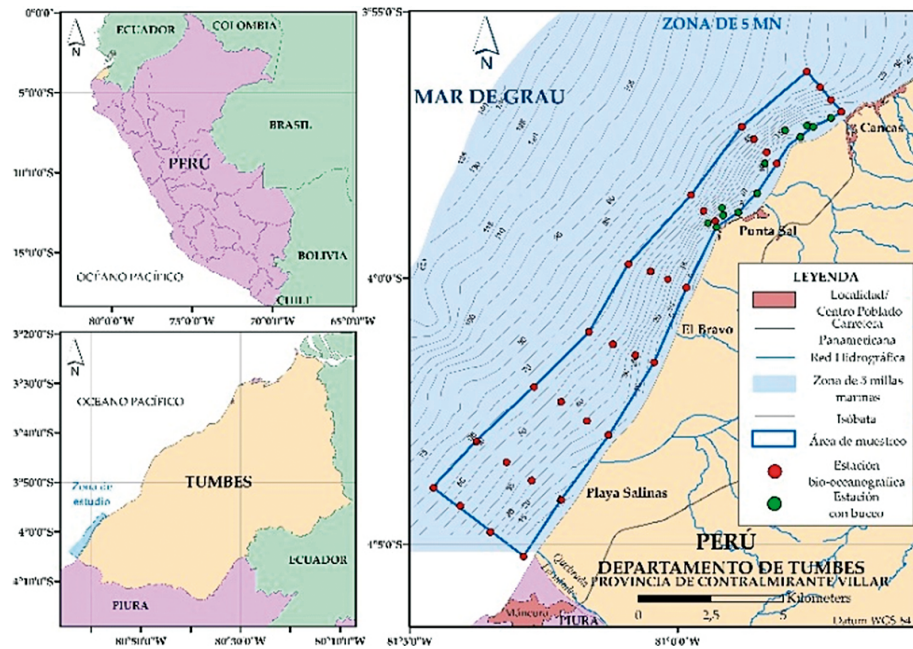 ECUADOR
COLOMBIA
N
0°0'0"
5°0'0"S
BRASIL
PERÚ
10°0'0"S
BOLIVIA
15°0'0"S
OCÉANO PACÍFICO
CHILE
80°0'0"W
75°0'0"W
70°0'0"W
65°0'0"W
3°20'0"S
N
3°30'0"S
OCEANO PACÍFICO
3°40'0"S
3°50'0"S
TUMBES
Zona de
estudio
4°0'0"S
ECUADOR
4°10'0"S
PIURA
80°50'0"W
80°30'0"W
80°10'0"W
3°55'0"S
ZONA DE 5 MN
N
MAR DE GRAU
Cancas
Punta Sal
4°0'0"S
El Bravo
Playa Salinas
4°5'0"S
LEYENDA
Localidad/
Centro Poblado
Carretera
Panamericana
Red Hidrográfica
Zona de 5 millas
marinas
Isóbata
Área de muestreo
Estación
bio-oceanográfica
Estación
con buceo
PERÚ
DEPARTAMENTO DE TUMBES
PROVINCIA DE CONTRALMIRANTE VILLAR
Kilometers
0
2,5
5
Quebrada
Máncora
PIURA
81°0'0"W
Datum WGS 84